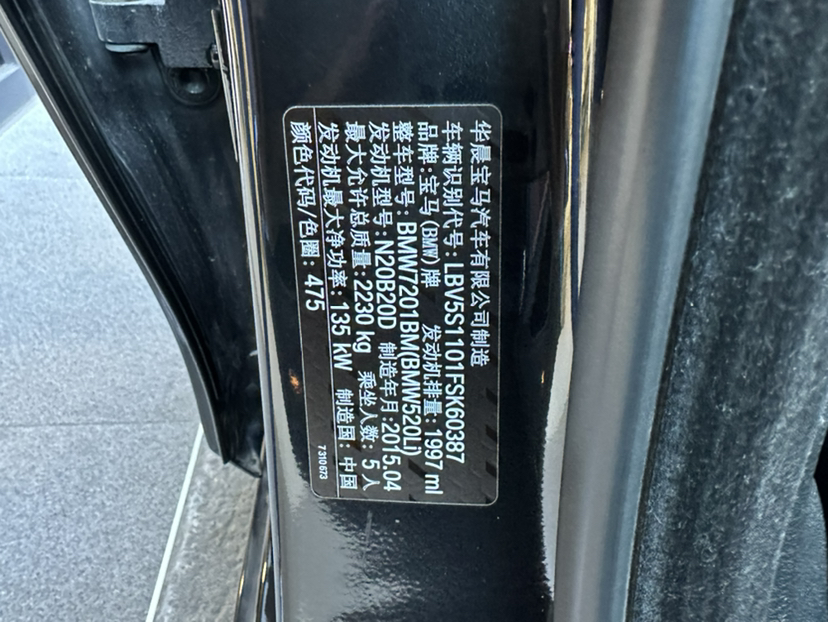 华晨宝马汽车有限公司制造
车辆识别代号:LBV5S1101FSK60387
品牌:宝马(BMW)牌 发动机排量:1997 ml
整车型号:BMW7201BM(BMW520Li)
发动机型号:N20B20D 制造年月:2015.04
最大允许总质量:2230 kg 乘坐人数:5人
发动机最大净功率:135 kW 制造国:中国
颜色代码/色圈:475
7310673